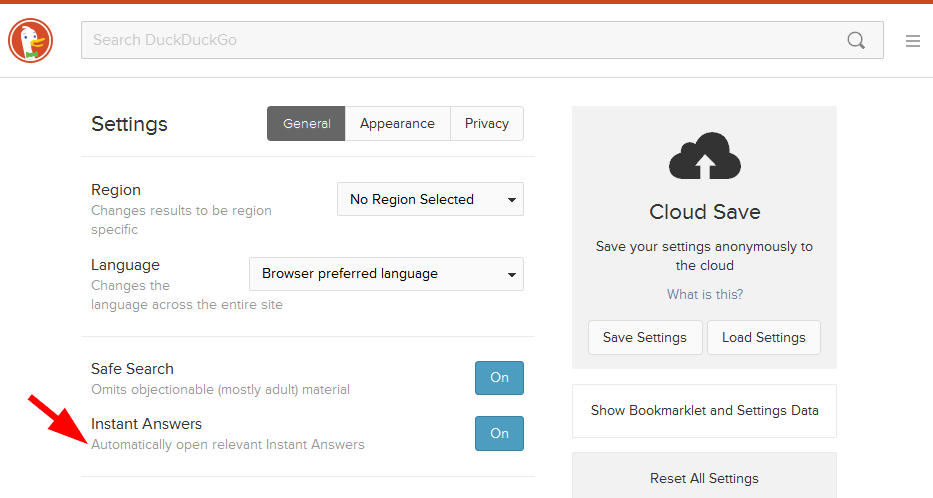 Search DuckDuckGo
Settings
General
Appearance
Privacy
Region
Changes results to be region
specific
No Region Selected
Language
Changes the
language across the entire site
Browser preferred language
Safe Search
Omits objectionable (mostly adult) material
On
Instant Answers
Automatically open relevant Instant Answers
On
Cloud Save
Save your settings anonymously to
the cloud
What is this?
Save Settings
Load Settings
Show Bookmarklet and Settings Data
Reset All Settings